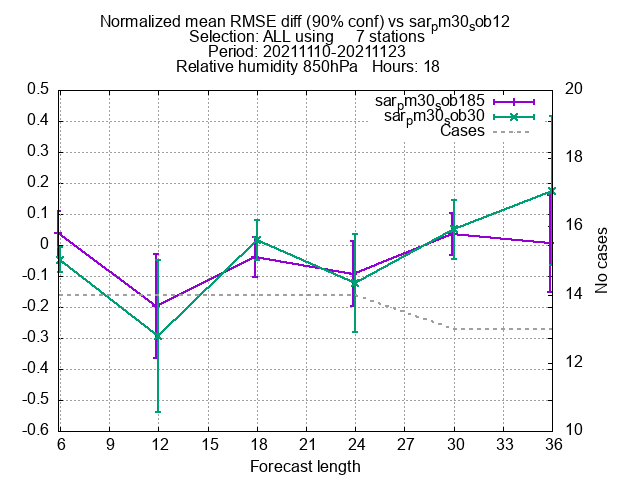 Normalized mean RMSE diff (90% conf) vs sarpm30sob12
Selection: ALL using 7 stations
Period: 20211110-20211123
Relative humidity 850hPa Hours: 18
sarpm30sob185
sarpm30sob30
Cases
0.5
0.4
0.3
0.2
0.1
0
-0.1
-0.2
-0.3
-0.4
-0.5
-0.6
20
18
16
14
12
10
No cases
6 9 12 15 18 21 24 27 30 33 36
Forecast length